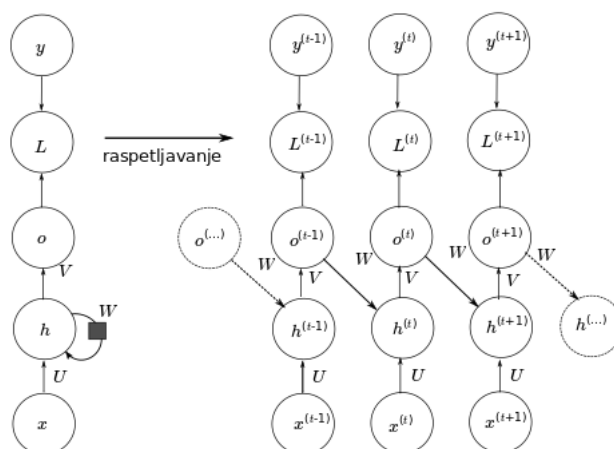 y y^(t-1) y^(t) y^(t+1)
L L^(t-1) L^(t) L^(t+1)
raspetljavanje
o o^(...) o^(t-1) o^(t) o^(t+1)
V W V W V W V W
h W h^(t-1) h^(t) h^(t+1) h^(...)
U U U U
x x^(t-1) x^(t) x^(t+1)